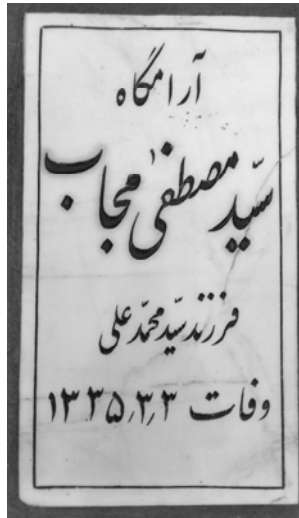 آرامگاه
سیّد مصطفیٰ مجاب
فرزند سیّد محمّد علی
وفات ۱۳۳۵٫۳٫۳